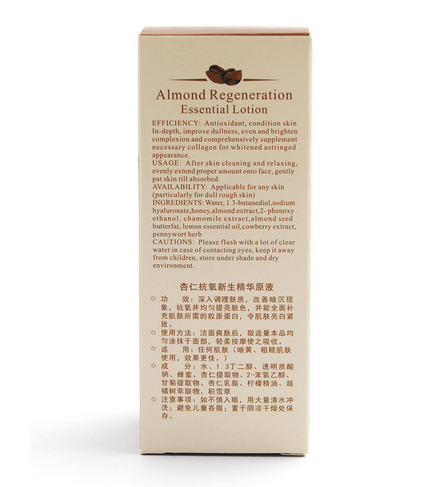 Almond Regeneration
Essential Lotion
EFFICIENCY: Antioxidant, condition skin
In-depth, improve dullness, even and brighten
complexion and comprehensively supplement
necessary collagen for whitened astringed
appearance.
USAGE: After skin cleaning and relaxing,
evenly extend proper amount onto face, gently
pat skin till absorbed.
AVAILABILITY: Applicable for any skin
(particularly for dull rough skin)
INGREDIENTS: Water, 1.3-butanediol,sodium
hyaluronate,honey,almond extract,2- phenoxy
ethanol, chamomile extract, almond seed
butterfat, lemon essential oil,cowberry extract,
pennywort herb
CAUTIONS: Please flush with a lot of clear
water in case of contacting eyes, keep it away
from children, store under shade and dry
environment.
杏仁抗氧新生精华原液
功 效：深入调理肤质，改善暗沉现
象，抗氧并均匀提亮肤色，并能全面补
充肌肤所需的胶原蛋白，令肌肤亮白紧
致。
使用方法：洁面爽肤后，取适量本品均
匀涂抹于面部，轻柔按摩使之吸收。
适 用：任何肌肤（暗黄、粗糙肌肤
使用，效果更佳。）
成 分：水、1.3丁二醇、透明质酸
钠、蜂蜜、杏仁提取物、2-苯氧乙醇、
甘菊提取物、杏仁乳脂、柠檬精油、越
橘树萃取物、积雪草
注意事项：如不慎入眼，用大量清水冲
洗；避免儿童吞服；置于阴凉干燥处保
存。